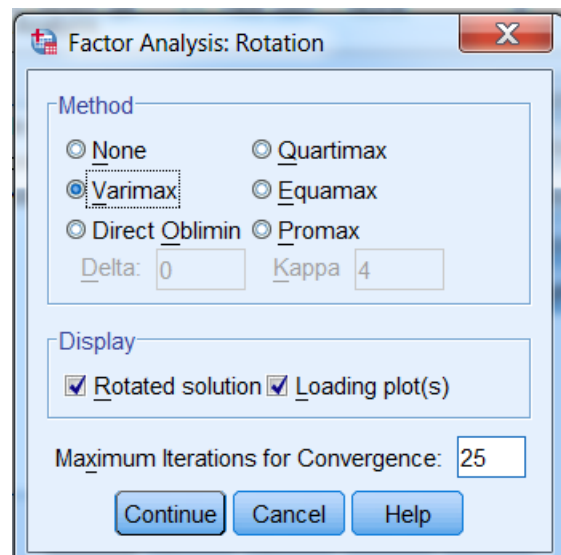 Factor Analysis: Rotation
Method
None Quartimax
Varimax Equamax
Direct Oblimin Promax
Delta: 0 Kappa 4
Display
Rotated solution Loading plot(s)
Maximum Iterations for Convergence: 25
Continue Cancel Help